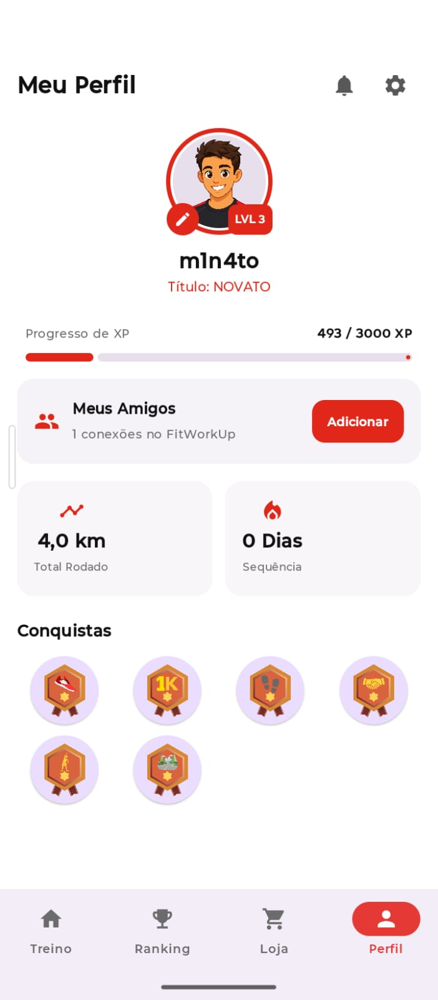 Meu Perfil
LVL 3
m1n4to
Título: NOVATO
Progresso de XP
493 / 3000 XP
Meus Amigos
1 conexões no FitWorkUp
Adicionar
4,0 km
Total Rodado
0 Dias
Sequência
Conquistas
1K
Treino
Ranking
Loja
Perfil